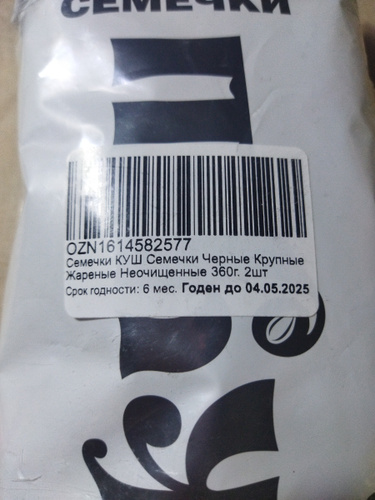 СЕМЕЧКИ
OZN1614582577
Семечки КУШ Семечки Черные Крупные
Жареные Неочищенные 360г. 2шт
Срок годности: 6 мес. Годен до 04.05.2025